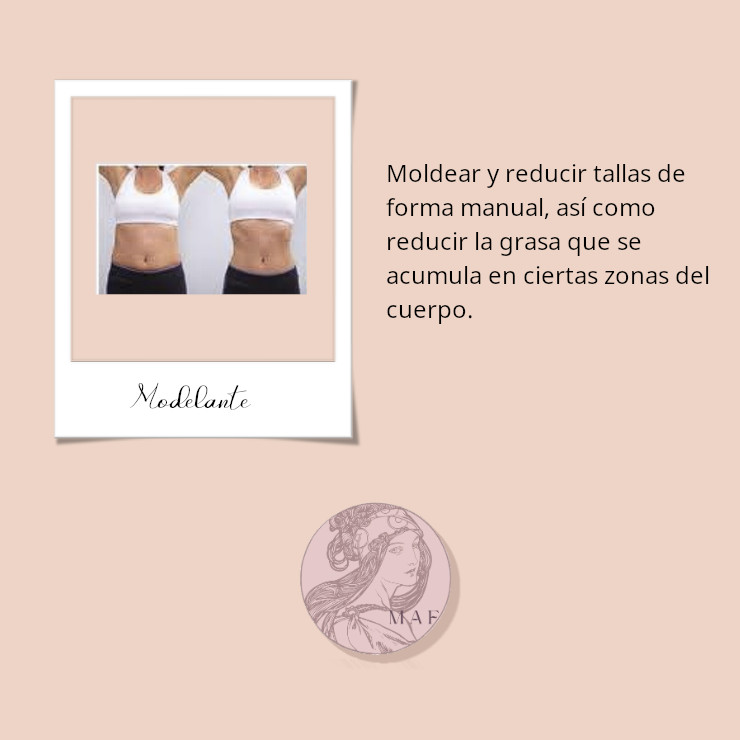 Moldear y reducir tallas de
forma manual, así como
reducir la grasa que se
acumula en ciertas zonas del
cuerpo.
Modelante